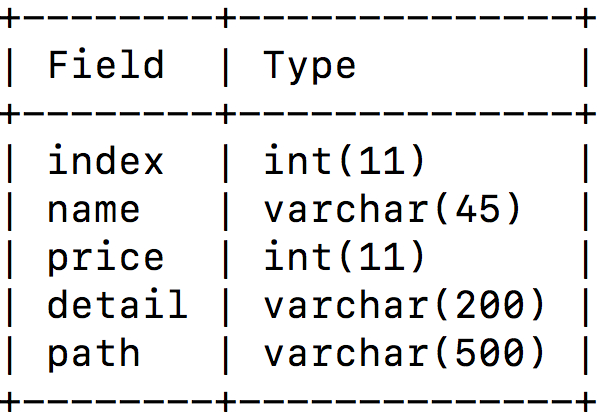 +--------+--------------+
| Field  | Type         |
+--------+--------------+
| index  | int(11)      |
| name   | varchar(45)  |
| price  | int(11)      |
| detail | varchar(200) |
| path   | varchar(500) |
+--------+--------------+